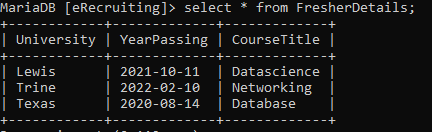 MariaDB [eRecruiting]> select * from FresherDetails;
+------------+-------------+-------------+
| University | YearPassing | CourseTitle |
+------------+-------------+-------------+
| Lewis | 2021-10-11 | Datascience |
| Trine | 2022-02-10 | Networking |
| Texas | 2020-08-14 | Database |
+------------+-------------+-------------+